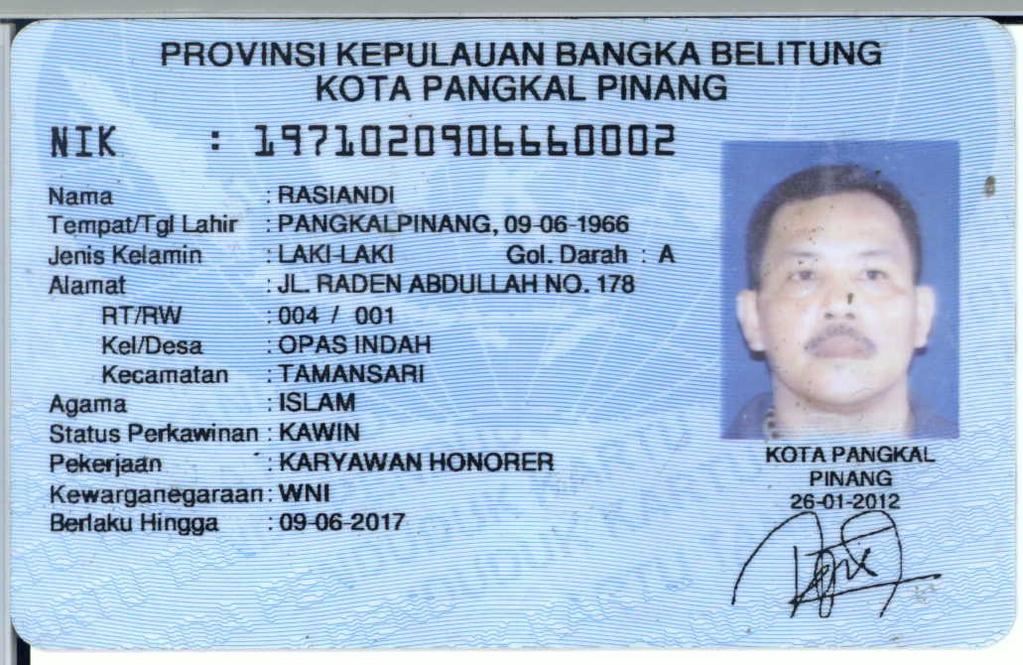 PROVINSI KEPULAUAN BANGKA BELITUNG
KOTA PANGKAL PINANG
NIK : 1971020906660002
Nama : RASIANDI
Tempat/Tgl Lahir : PANGKALPINANG, 09-06-1966
Jenis Kelamin : LAKI-LAKI Gol. Darah : A
Alamat : JL. RADEN ABDULLAH NO. 178
RT/RW : 004 / 001
Kel/Desa : OPAS INDAH
Kecamatan : TAMANSARI
Agama : ISLAM
Status Perkawinan : KAWIN
Pekerjaan : KARYAWAN HONORER
Kewarganegaraan : WNI
Berlaku Hingga : 09-06-2017
KOTA PANGKAL
PINANG
26-01-2012